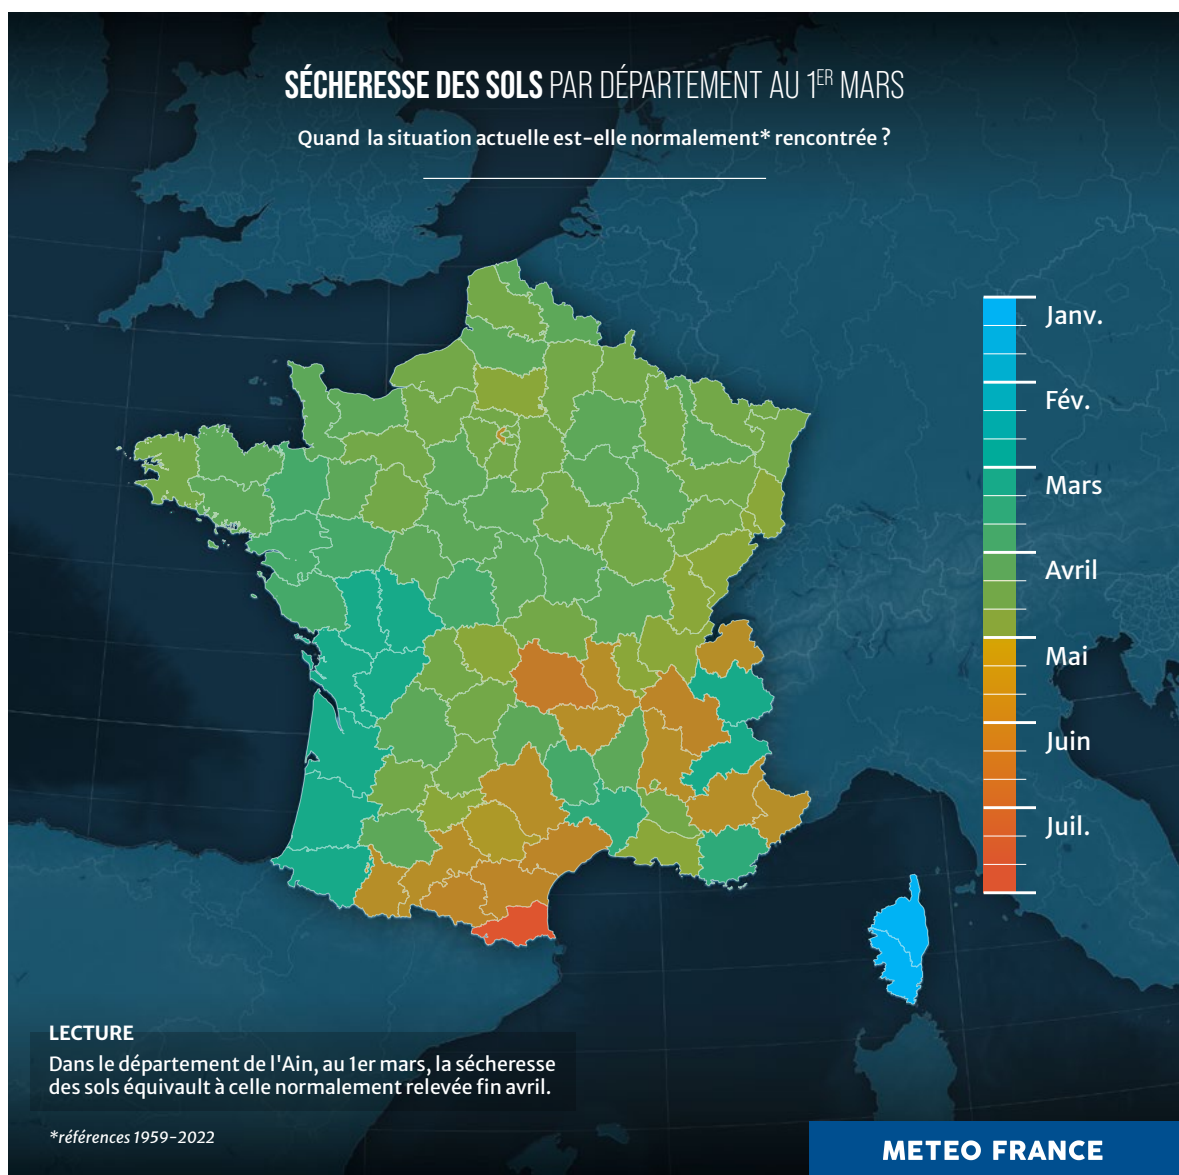 SÉCHERESSE DES SOLS PAR DÉPARTEMENT AU 1ER MARS
Quand la situation actuelle est-elle normalement* rencontrée ?
Janv.
Fév.
Mars
Avril
Mai
Juin
Juil.
LECTURE
Dans le département de l'Ain, au 1er mars, la sécheresse
des sols équivault à celle normalement relevée fin avril.
*références 1959-2022
METEO FRANCE